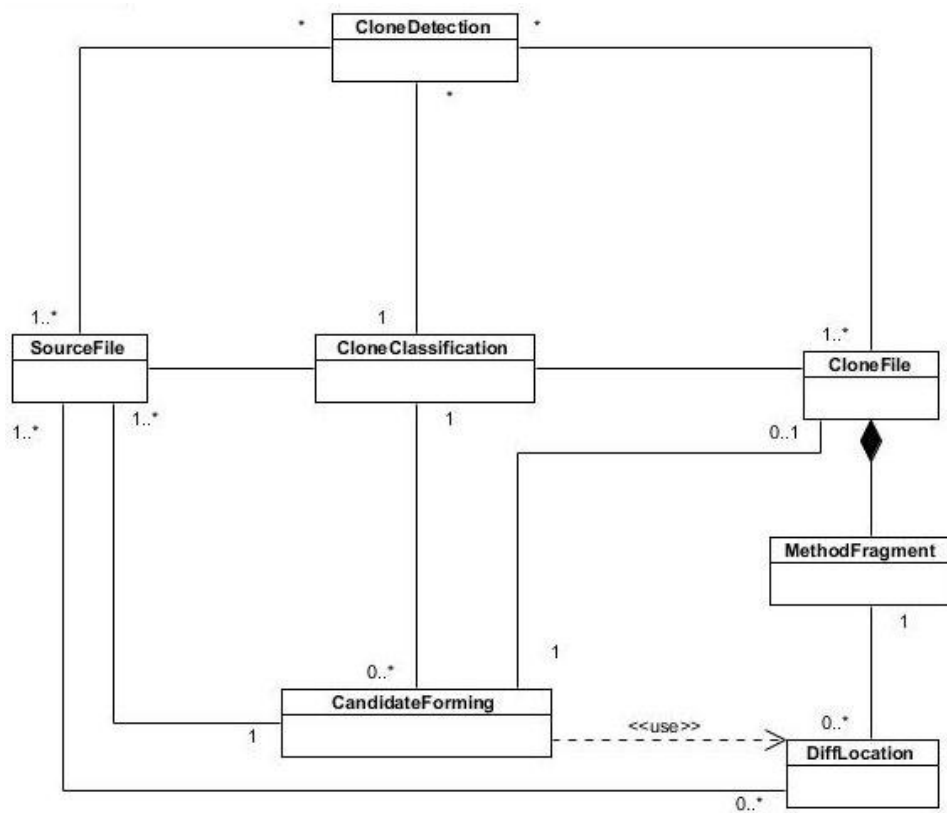 * CloneDetection *
*
1..* 1 1..*
SourceFile CloneClassification CloneFile
1..* 1..* 1 0..1
MethodFragment
1
1
0..*
CandidateForming
<<use>> 0..*
1
DiffLocation
0..*